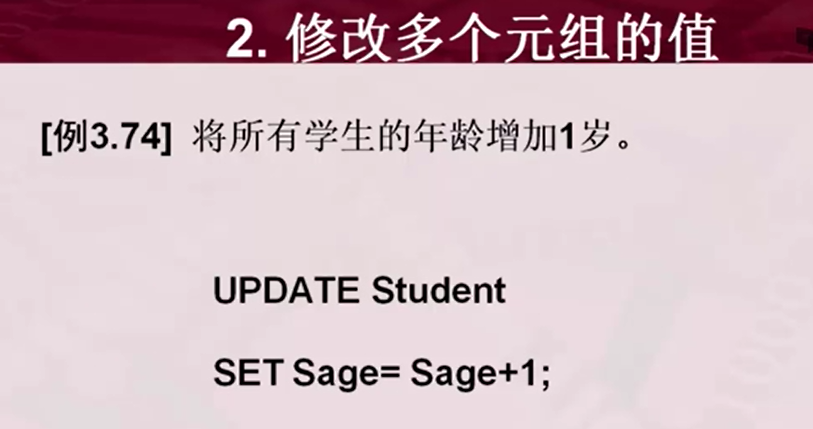 2. 修改多个元组的值
[例3.74] 将所有学生的年龄增加1岁。
UPDATE Student
SET Sage= Sage+1;